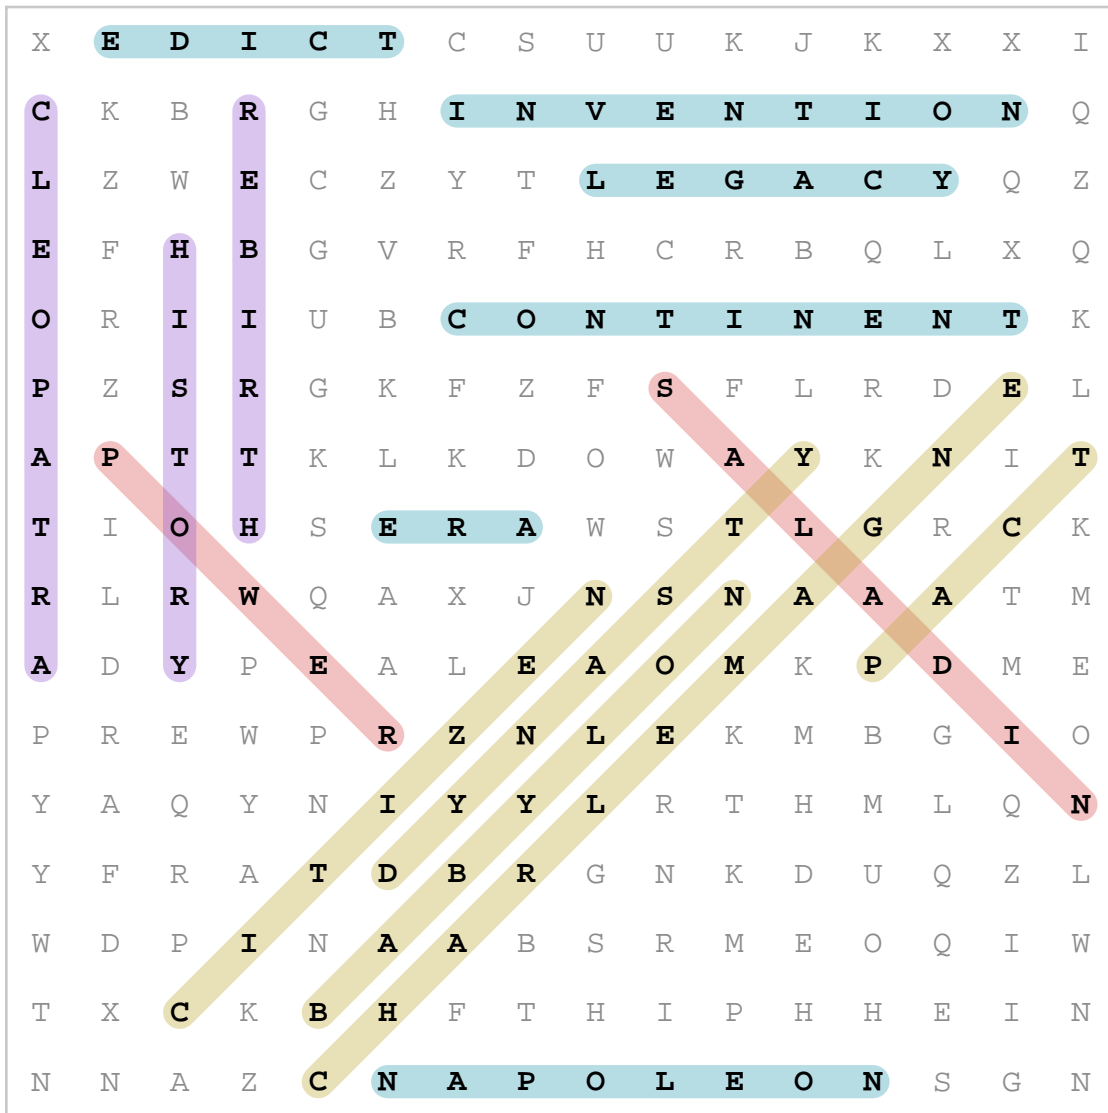 X E D I C T C S U U K J K X X I
C K B R G H I N V E N T I O N Q
L Z W E C Z Y T L E G A C Y Q Z
E F H B G V R F H C R B Q L X Q
O R I I U B C O N T I N E N T K
P Z S R G K F Z F S F L R D E L
A P T T K L K D O W A Y K N I T
T I O H S E R A W S T L G R C K
R L R W Q A X J N S N A A A T M
A D Y P E A L E A O M K P D M E
P R E W P R Z N L E K M B G I O
Y A Q Y N I Y Y L R T H M L Q N
Y F R A T D B R G N K D U Q Z L
W D P I N A A B S R M E O Q I W
T X C K B H F T H I P H H E I N
N N A Z C N A P O L E O N S G N